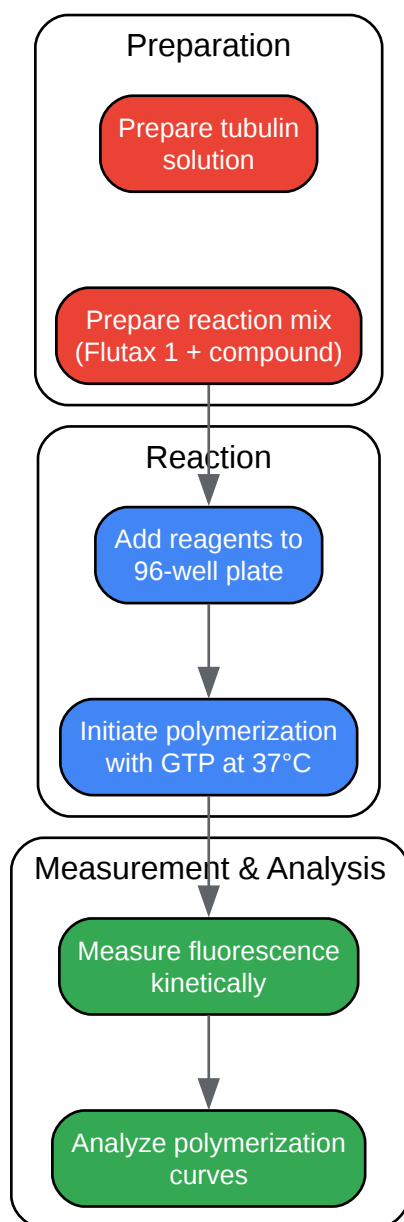 Preparation
Prepare tubulin
solution
Prepare reaction mix
(Flutax 1 + compound)
Reaction
Add reagents to
96-well plate
Initiate polymerization
with GTP at 37°C
Measurement & Analysis
Measure fluorescence
kinetically
Analyze polymerization
curves